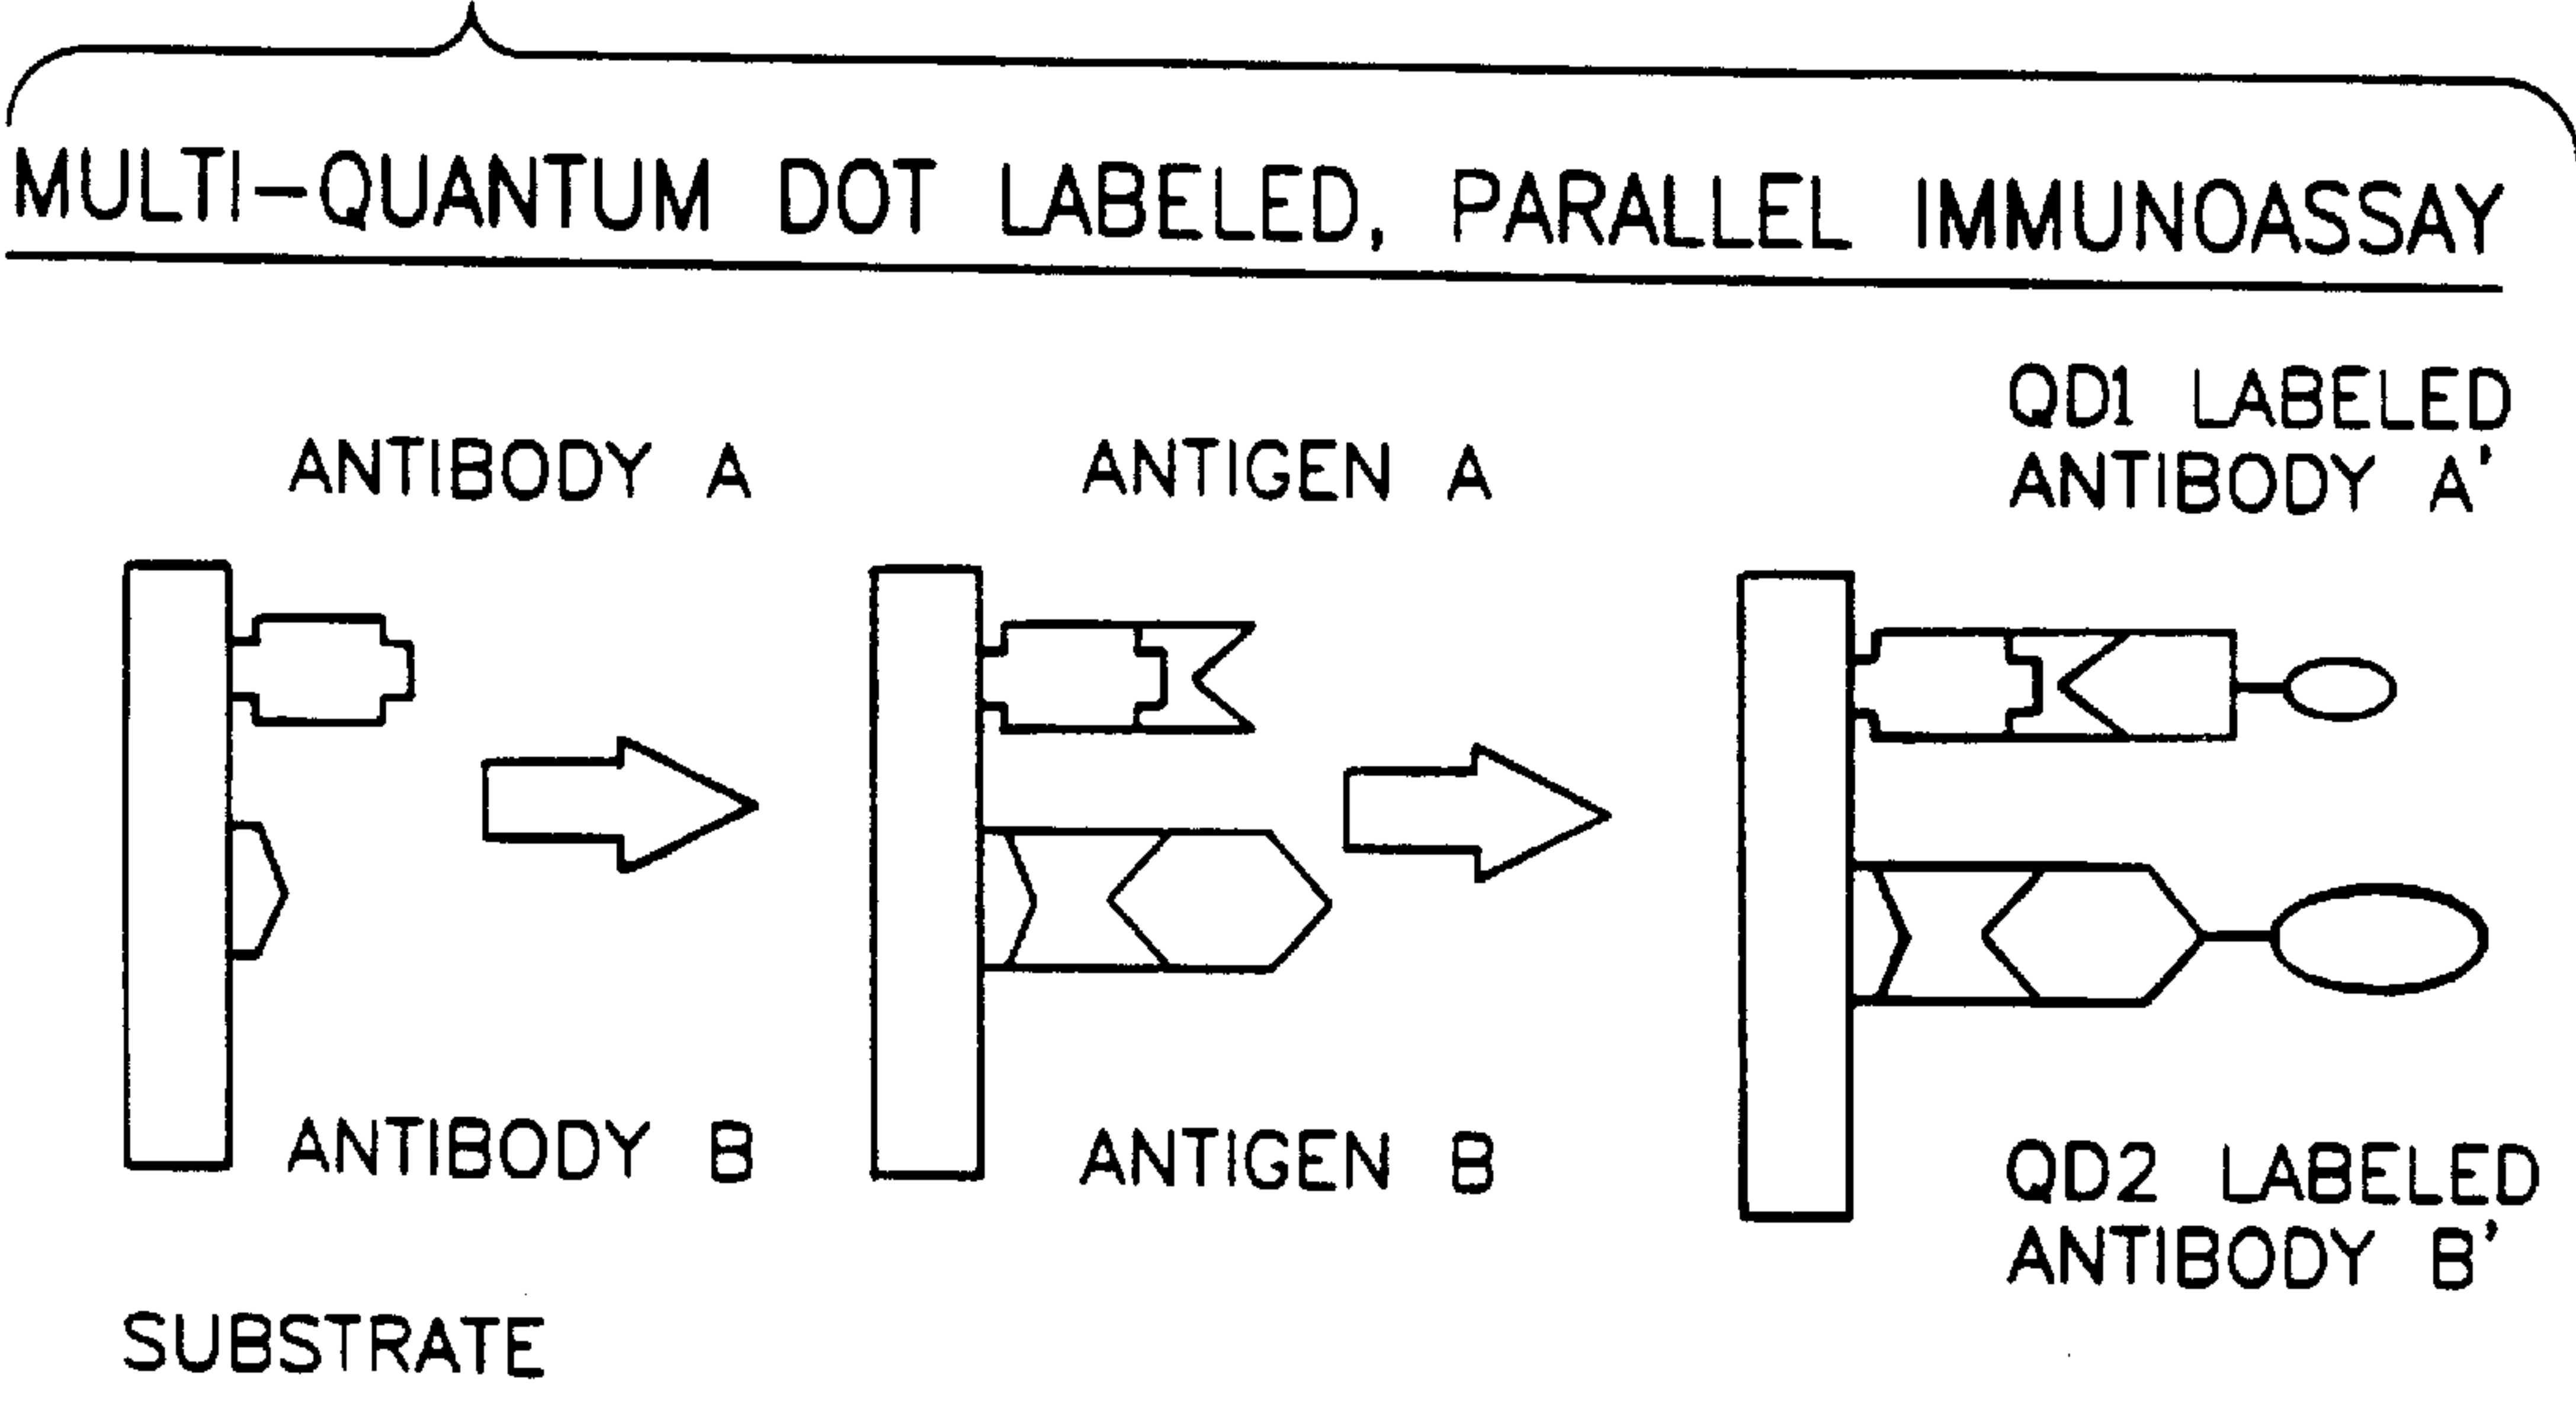 MULTI-QUANTUM DOT LABELED, PARALLEL IMMUNOASSAY
ANTIBODY A
ANTIGEN A
QD1 LABELED
ANTIBODY A'
ANTIBODY B
ANTIGEN B
QD2 LABELED
ANTIBODY B'
SUBSTRATE